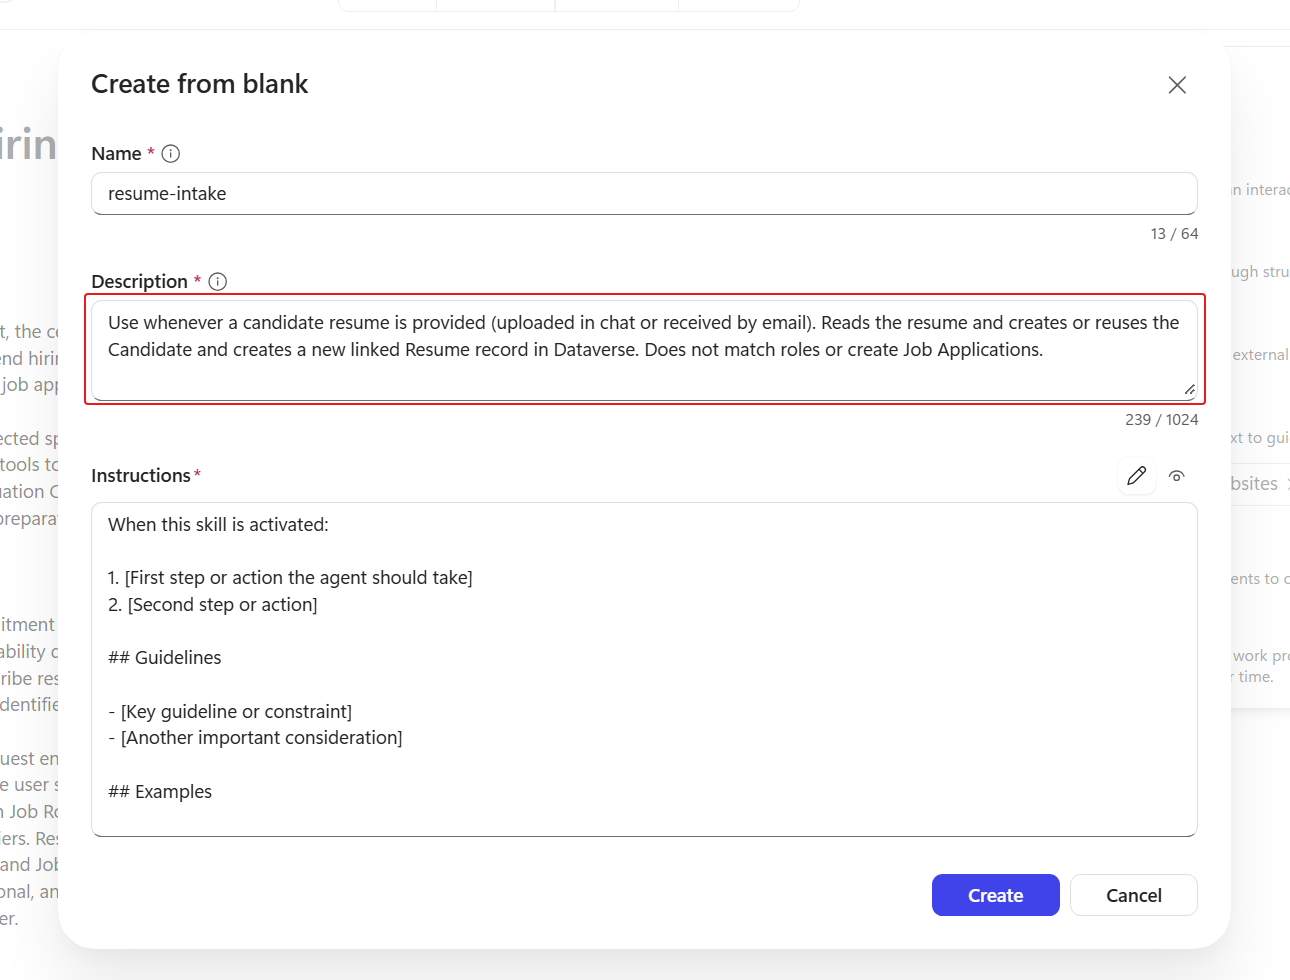 Create from blank
Name *
resume-intake
13 / 64
Description *
Use whenever a candidate resume is provided (uploaded in chat or received by email). Reads the resume and creates or reuses the
Candidate and creates a new linked Resume record in Dataverse. Does not match roles or create Job Applications.
239 / 1024
Instructions *
When this skill is activated:
1. [First step or action the agent should take]
2. [Second step or action]
## Guidelines
- [Key guideline or constraint]
- [Another important consideration]
## Examples
Create
Cancel